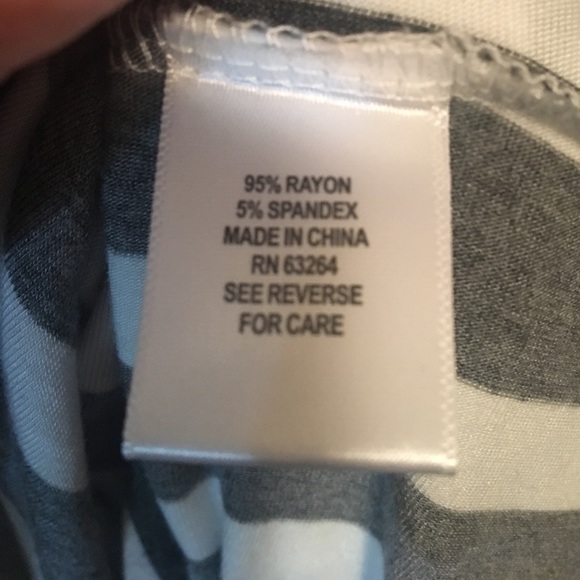 95% RAYON
5% SPANDEX
MADE IN CHINA
RN 63264
SEE REVERSE
FOR CARE